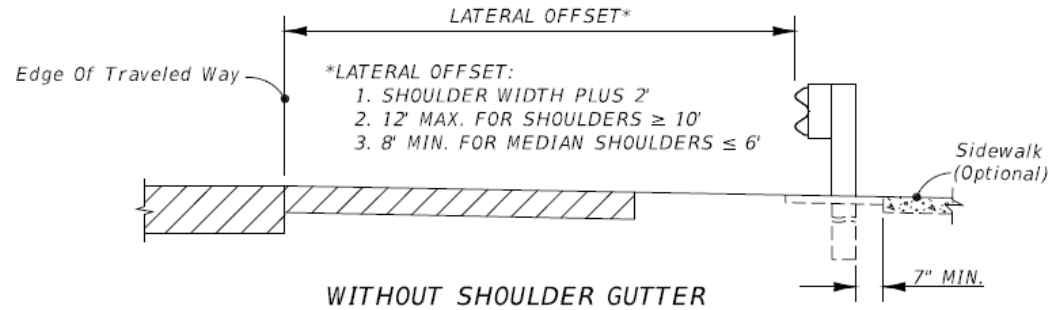 LATERAL OFFSET*
Edge Of Traveled Way
*LATERAL OFFSET:
1. SHOULDER WIDTH PLUS 2'
2. 12' MAX. FOR SHOULDERS ≥ 10'
3. 8' MIN. FOR MEDIAN SHOULDERS ≤ 6'
Sidewalk
(Optional)
7" MIN.
WITHOUT SHOULDER GUTTER